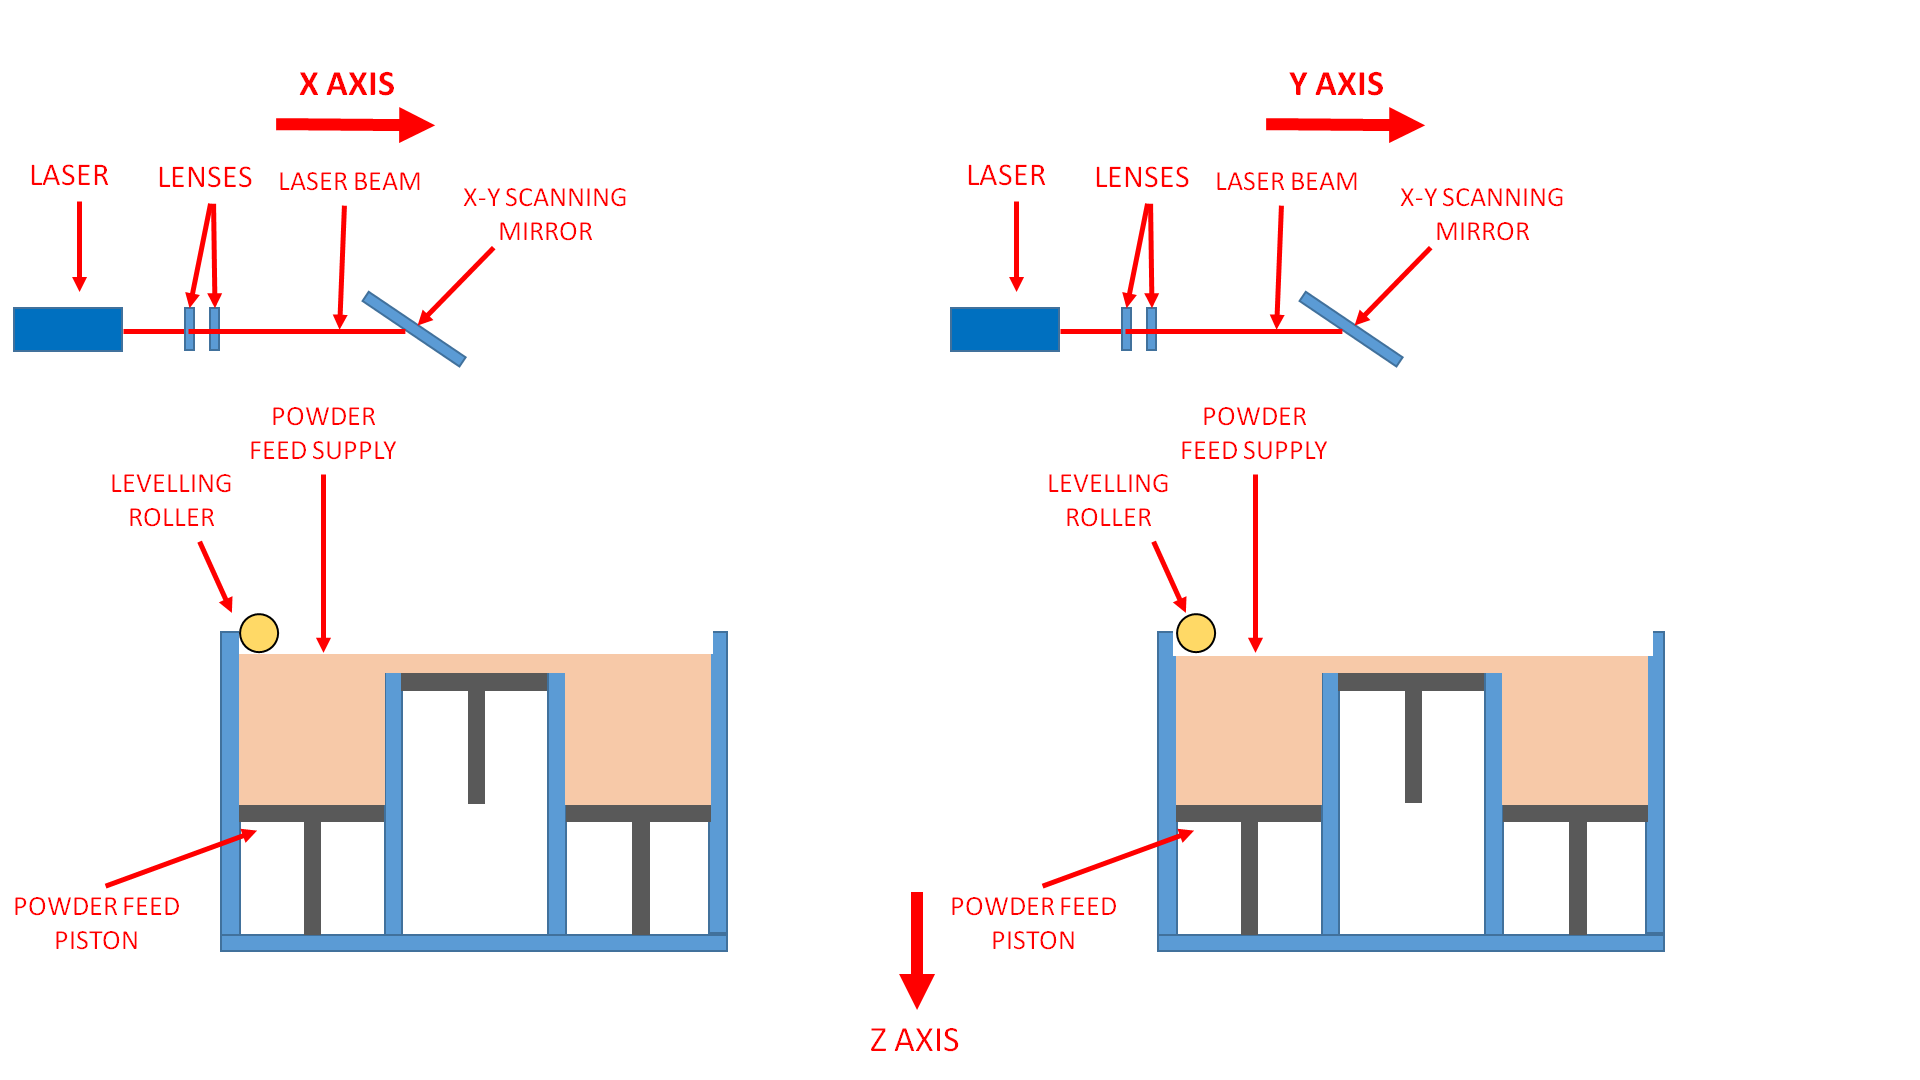 X AXIS
LASER
LENSES
LASER BEAM
X-Y SCANNING
MIRROR
POWDER
FEED SUPPLY
LEVELLING
ROLLER
POWDER FEED
PISTON
Y AXIS
LASER
LENSES
LASER BEAM
X-Y SCANNING
MIRROR
POWDER
FEED SUPPLY
LEVELLING
ROLLER
POWDER FEED
PISTON
Z AXIS